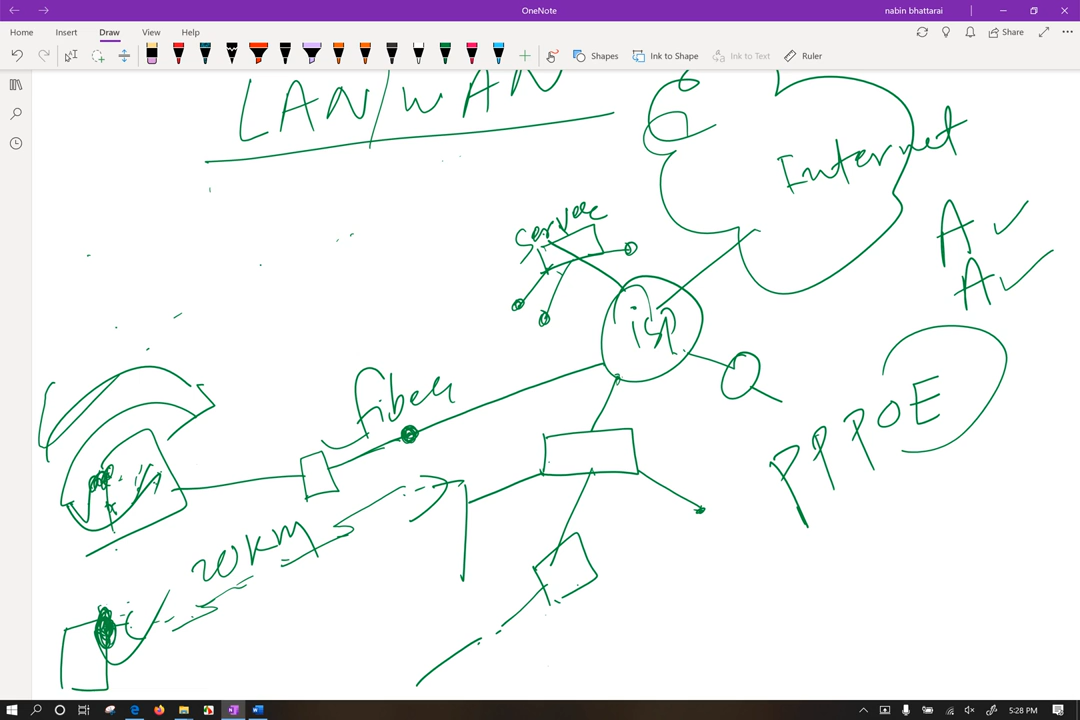 OneNote
nabin bhattarai
Home Insert Draw View Help
Share
Shapes
Ink to Shape
Ink to Text
Ruler
LAN/WAN
Internet
Server
A
A
isp
fiber
PPPOE
20KM
5:28 PM